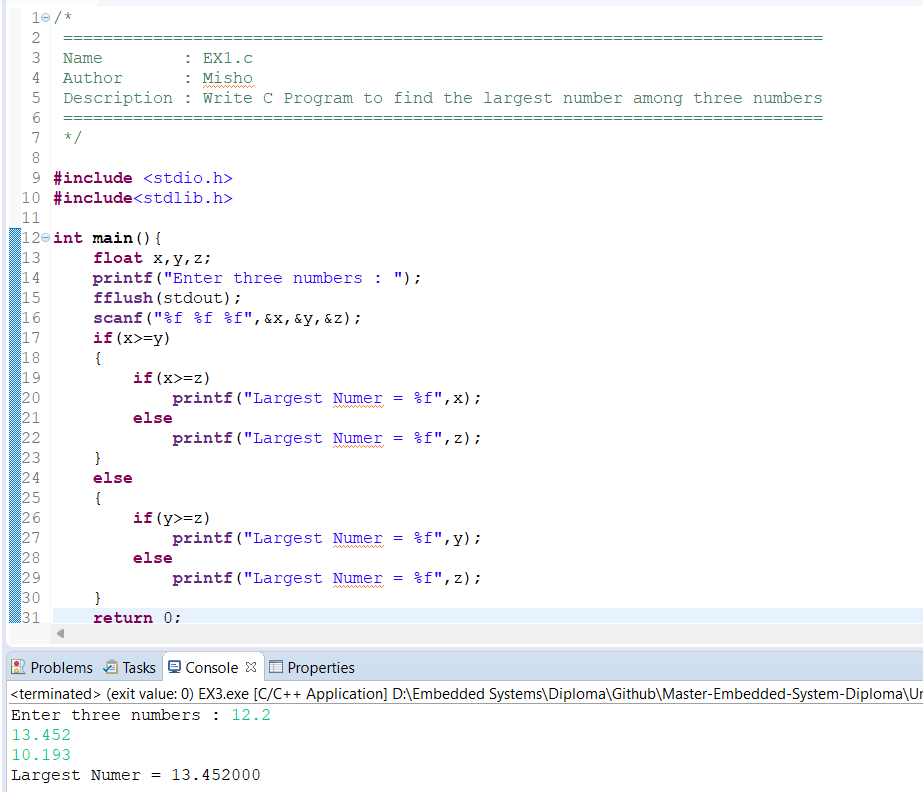 1 /*
2 ============================================================================
3 Name        : EX1.c
4 Author      : Misho
5 Description : Write C Program to find the largest number among three numbers
6 ============================================================================
7 */
8
9 #include <stdio.h>
10 #include<stdlib.h>
11
12 int main(){
13     float x,y,z;
14     printf("Enter three numbers : ");
15     fflush(stdout);
16     scanf("%f %f %f",&x,&y,&z);
17     if(x>=y)
18     {
19         if(x>=z)
20             printf("Largest Numer = %f",x);
21         else
22             printf("Largest Numer = %f",z);
23     }
24     else
25     {
26         if(y>=z)
27             printf("Largest Numer = %f",y);
28         else
29             printf("Largest Numer = %f",z);
30     }
31     return 0;
Problems Tasks Console Properties
<terminated> (exit value: 0) EX3.exe [C/C++ Application] D:\Embedded Systems\Diploma\Github\Master-Embedded-System-Diploma\Un
Enter three numbers : 12.2
13.452
10.193
Largest Numer = 13.452000